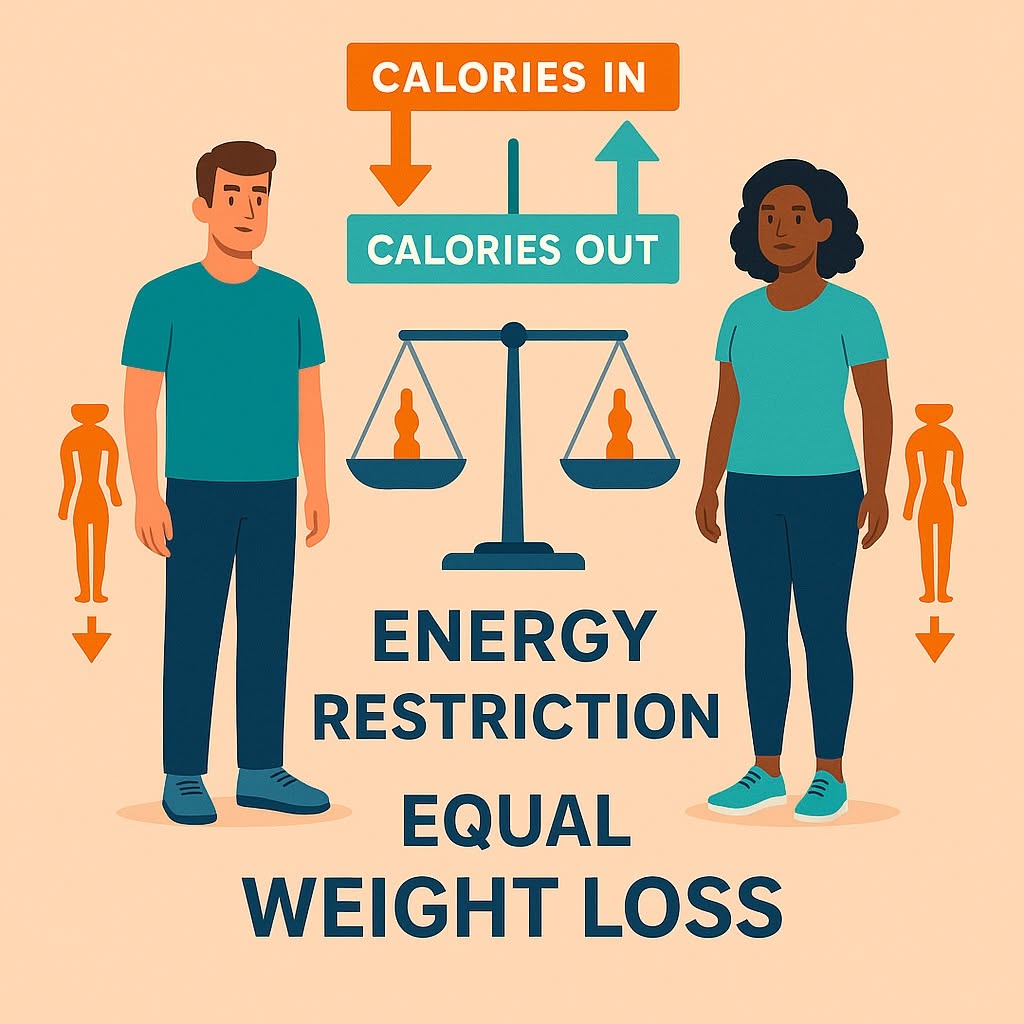 CALORIES IN
CALORIES OUT
ENERGY
RESTRICTION
EQUAL
WEIGHT LOSS